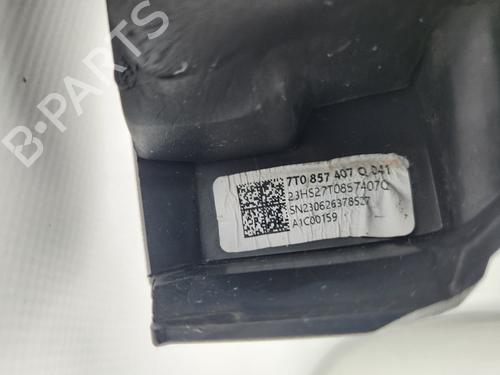 B-PARTS
7T0 857 407 Q 041
23HS27T0857407Q
SN230626378527
A1C00159